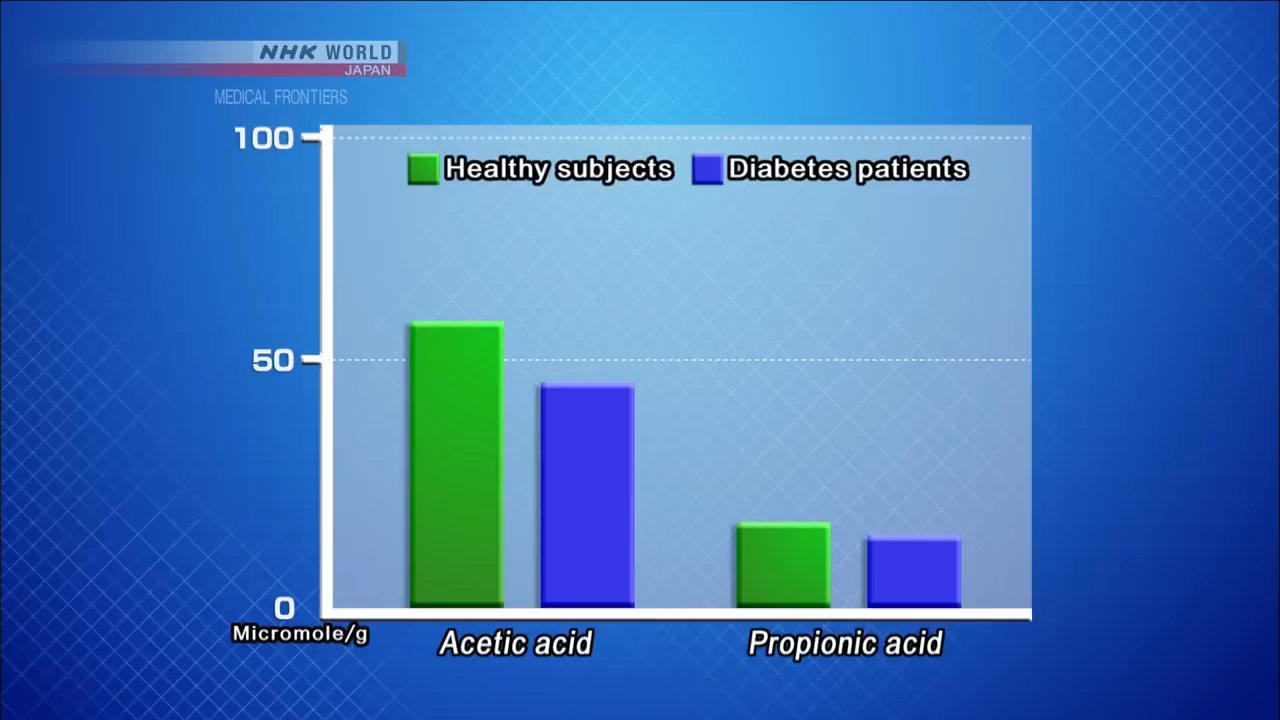 NHK WORLD
JAPAN
MEDICAL FRONTIERS
100
Healthy subjects Diabetes patients
50
0
Micromole/g
Acetic acid Propionic acid